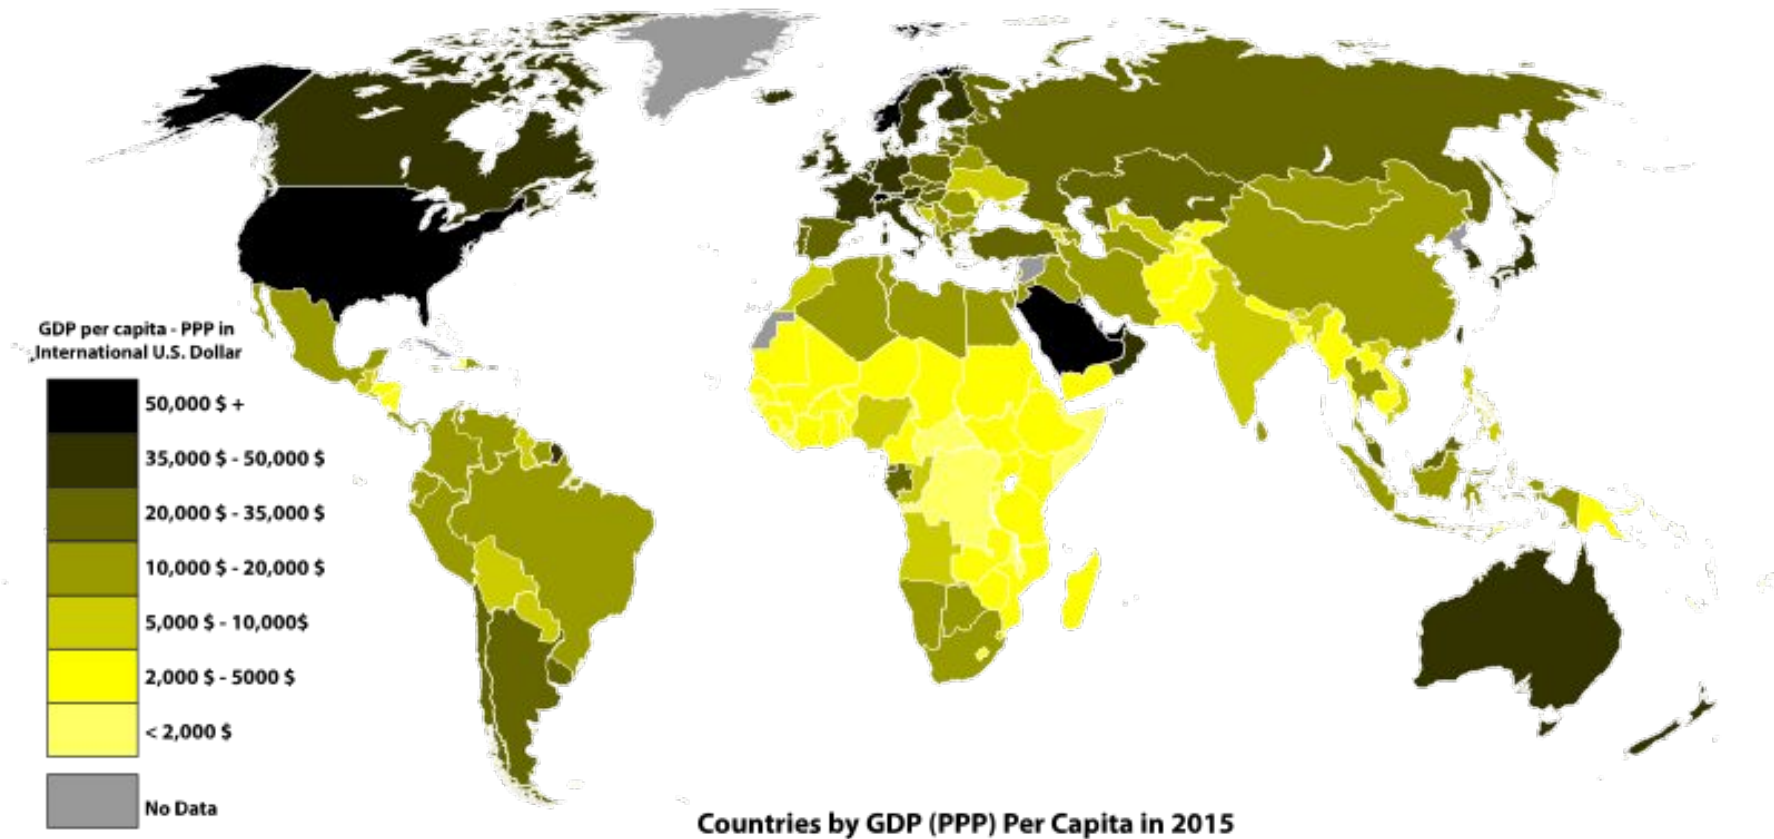 GDP per capita - PPP in
International U.S. Dollar
50,000 $ +
35,000 $ - 50,000 $
20,000 $ - 35,000 $
10,000 $ - 20,000 $
5,000 $ - 10,000$
2,000 $ - 5000 $
< 2,000 $
No Data
Countries by GDP (PPP) Per Capita in 2015